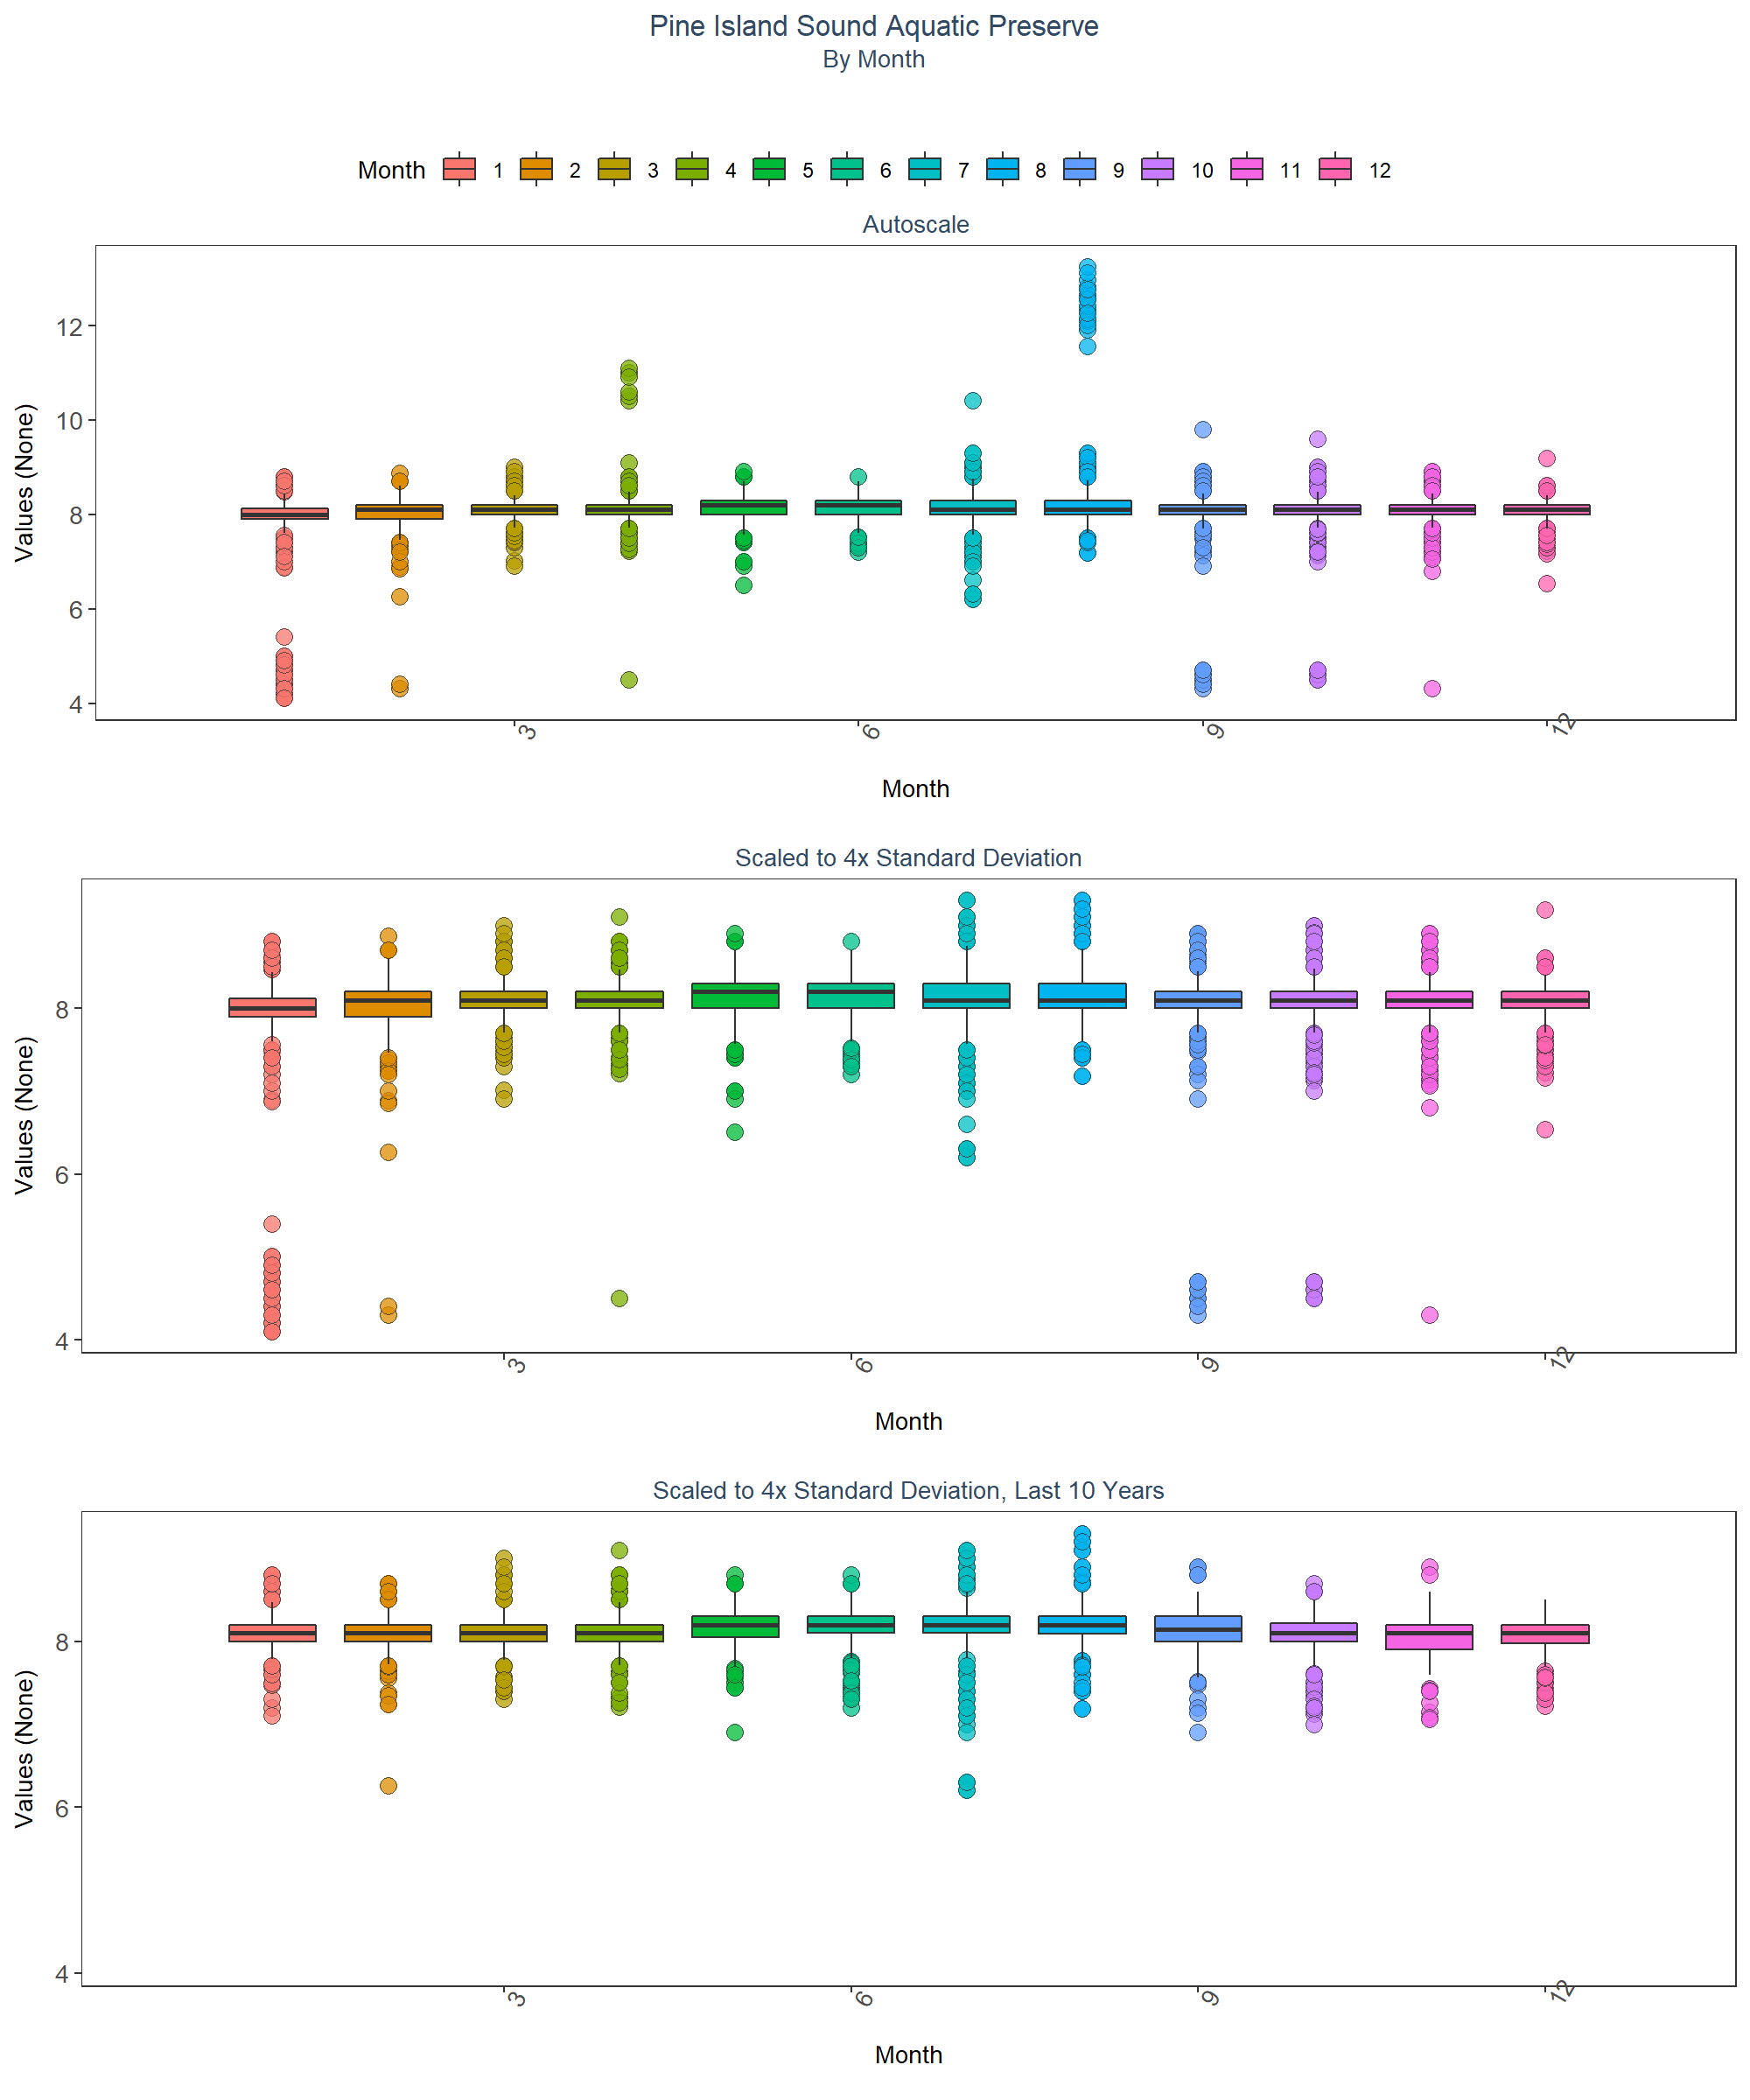 Pine Island Sound Aquatic Preserve
By Month
Month 1 2 3 4 5 6 7 8 9 10 11 12
Autoscale
Values (None)
12
10
8
6
4
3 6 9 12
Month
Scaled to 4x Standard Deviation
Values (None)
8
6
4
3 6 9 12
Month
Scaled to 4x Standard Deviation, Last 10 Years
Values (None)
8
6
4
3 6 9 12
Month